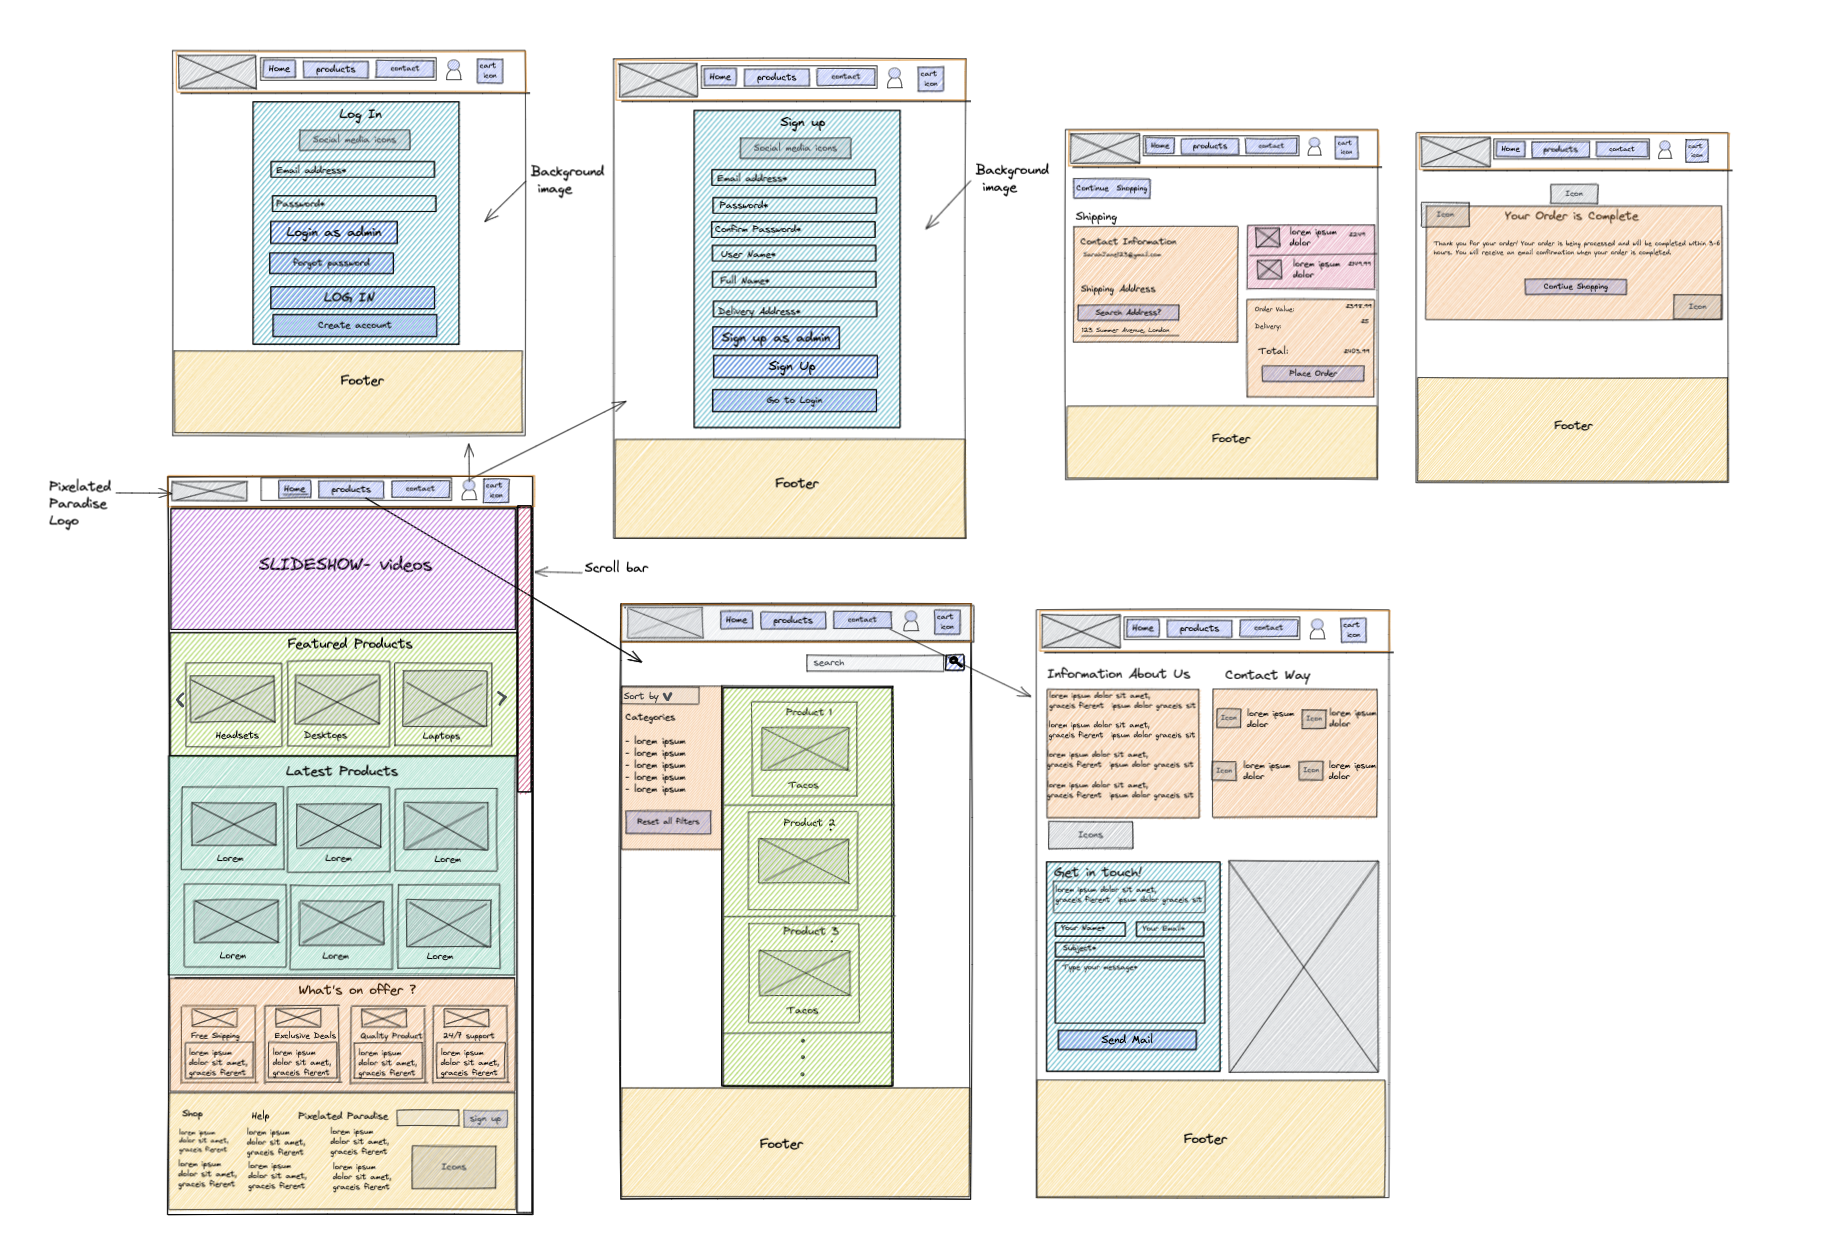 Home
products
contact
cart
icon
Log In
Social media icons
Email address*
Password*
Login as admin
forgot password
LOG IN
Create account
Footer
Background
image
Home
products
contact
cart
icon
Sign up
Social media icons
Email address*
Password*
Confirm Password*
User Name*
Full Name*
Delivery Address*
Sign up as admin
Sign Up
Go to Login
Footer
Background
image
Home
products
contact
cart
icon
Continue Shopping
Shipping
Contact Information
SarahJane123@gmail.com
Shipping Address
Search Address?
123 Summer Avenue, London
lorem ipsum
dolor
lorem ipsum
dolor
Order Value:
Delivery:
Total:
Place Order
Footer
Home
products
contact
cart
icon
Icon
Icon
Your Order is Complete
Thank you for your order! Your order is being processed and will be completed within 3-6
hours. You will receive an email confirmation when your order is completed.
Contiue Shopping
Icon
Footer
Pixelated
Paradise
Logo
Home
products
contact
cart
icon
SLIDESHOW- videos
Scroll bar
Featured Products
<
>
Headsets
Desktops
Laptops
Latest Products
Lorem
Lorem
Lorem
Lorem
Lorem
Lorem
What's on offer ?
Free Shipping
lorem ipsum
dolor sit amet,
graceis fierent
Exclusive Deals
lorem ipsum
dolor sit amet,
graceis fierent
Quality Product
lorem ipsum
dolor sit amet,
graceis fierent
24/7 support
lorem ipsum
dolor sit amet,
graceis fierent
Shop
lorem ipsum
dolor sit amet,
graceis fierent
lorem ipsum
dolor sit amet,
graceis fierent
Help
lorem ipsum
dolor sit amet,
graceis fierent
lorem ipsum
dolor sit amet,
graceis fierent
Pixelated Paradise
lorem ipsum
dolor sit amet,
graceis fierent
lorem ipsum
dolor sit amet,
graceis fierent
sign up
Icons
Home
products
contact
cart
icon
search
Sort by
Categories
- lorem ipsum
- lorem ipsum
- lorem ipsum
- lorem ipsum
- lorem ipsum
Reset all filters
Product 1
Tacos
Product 2
Product 3
Tacos
Footer
Home
products
contact
cart
icon
Information About Us
lorem ipsum dolor sit amet,
graceis fierent ipsum dolor graceis sit
lorem ipsum dolor sit amet,
graceis fierent ipsum dolor graceis sit
lorem ipsum dolor sit amet,
graceis fierent ipsum dolor graceis sit
lorem ipsum dolor sit amet,
graceis fierent ipsum dolor graceis sit
Icons
Contact Way
Icon
lorem ipsum
dolor
Icon
lorem ipsum
dolor
Icon
lorem ipsum
dolor
Icon
lorem ipsum
dolor
Get in touch!
lorem ipsum dolor sit amet,
graceis fierent ipsum dolor graceis sit
Your Name*
Your Email*
Subject*
Type your message*
Send Mail
Footer